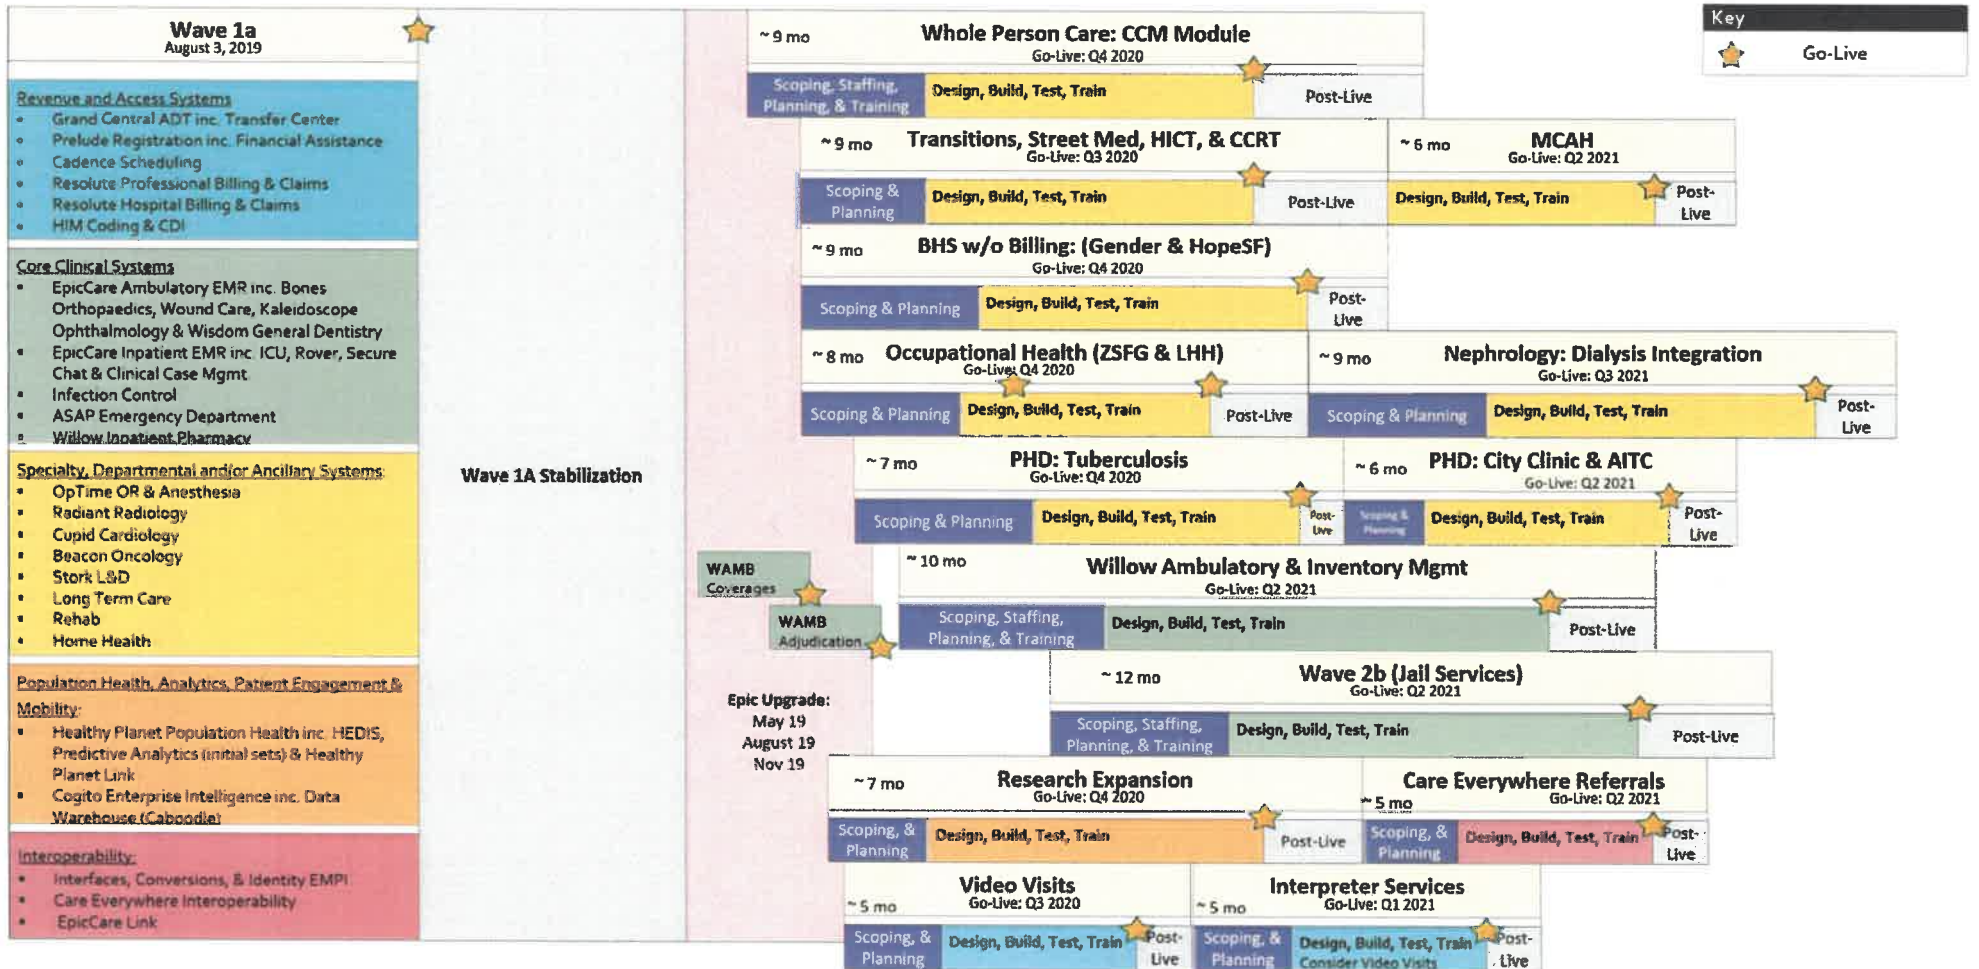 Wave 1a
August 3, 2019
Revenue and Access Systems
• Grand Central ADT inc. Transfer Center
• Prelude Registration inc. Financial Assistance
• Cadence Scheduling
• Resolute Professional Billing & Claims
• Resolute Hospital Billing & Claims
• HIM Coding & CDI
Core Clinical Systems
• EpicCare Ambulatory EMR inc. Bones
Orthopaedics, Wound Care, Kaleidoscope
Ophthalmology & Wisdom General Dentistry
• EpicCare Inpatient EMR inc. ICU, Rover, Secure
Chat & Clinical Case Mgmt
• Infection Control
• ASAP Emergency Department
• Willow Inpatient Pharmacy
Specialty, Departmental and/or Ancillary Systems:
• OpTime OR & Anesthesia
• Radiant Radiology
• Cupid Cardiology
• Beacon Oncology
• Stork L&D
• Long Term Care
• Rehab
• Home Health
Population Health, Analytics, Patient Engagement &
Mobility:
• Healthy Planet Population Health inc. HEDIS,
Predictive Analytics (initial sets) & Healthy
Planet Link
• Cogito Enterprise Intelligence inc. Data
Warehouse (Caboodle)
Interoperability:
• Interfaces, Conversions, & Identity EMPI
• Care Everywhere Interoperability
• EpicCare Link
Wave 1A Stabilization
WAMB
Coverages
WAMB
Adjudication
Epic Upgrade:
May 19
August 19
Nov 19
~ 9 mo
Whole Person Care: CCM Module
Go-Live: Q4 2020
Scoping, Staffing,
Planning, & Training
Design, Build, Test, Train
Post-Live
Key
Go-Live
~ 9 mo
Transitions, Street Med, HICT, & CCRT
Go-Live: Q3 2020
Scoping &
Planning
Design, Build, Test, Train
Post-Live
~ 6 mo
MCAH
Go-Live: Q2 2021
Design, Build, Test, Train
Post-
Live
~ 9 mo
BHS w/o Billing: (Gender & HopeSF)
Go-Live: Q4 2020
Scoping & Planning
Design, Build, Test, Train
Post-
Live
~ 8 mo
Occupational Health (ZSFG & LHH)
Go-Live: Q4 2020
Scoping & Planning
Design, Build, Test, Train
Post-Live
~ 9 mo
Nephrology: Dialysis Integration
Go-Live: Q3 2021
Scoping & Planning
Design, Build, Test, Train
Post-
Live
~ 7 mo
PHD: Tuberculosis
Go-Live: Q4 2020
Scoping & Planning
Design, Build, Test, Train
Post-
Live
~ 6 mo
PHD: City Clinic & AITC
Go-Live: Q2 2021
Scoping &
Planning
Design, Build, Test, Train
Post-
Live
~ 10 mo
Willow Ambulatory & Inventory Mgmt
Go-Live: Q2 2021
Scoping, Staffing,
Planning, & Training
Design, Build, Test, Train
Post-Live
~ 12 mo
Wave 2b (Jail Services)
Go-Live: Q2 2021
Scoping, Staffing,
Planning, & Training
Design, Build, Test, Train
Post-Live
~ 7 mo
Research Expansion
Go-Live: Q4 2020
Scoping, &
Planning
Design, Build, Test, Train
Post-Live
~ 5 mo
Care Everywhere Referrals
Go-Live: Q2 2021
Scoping, &
Planning
Design, Build, Test, Train
Post-
Live
~ 5 mo
Video Visits
Go-Live: Q3 2020
Scoping, &
Planning
Design, Build, Test, Train
Post-
Live
~ 5 mo
Interpreter Services
Go-Live: Q1 2021
Scoping, &
Planning
Design, Build, Test, Train
Consider Video Visits
Post-
Live